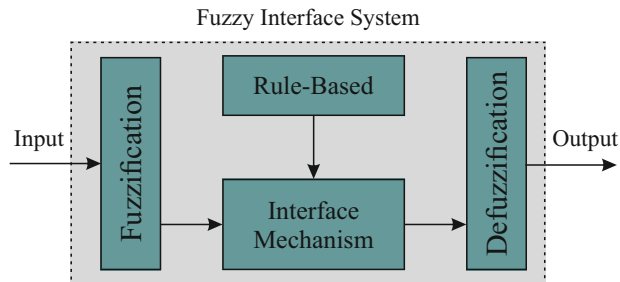 Fuzzy Interface System
Input
Fuzzification
Rule-Based
Interface
Mechanism
Defuzzification
Output